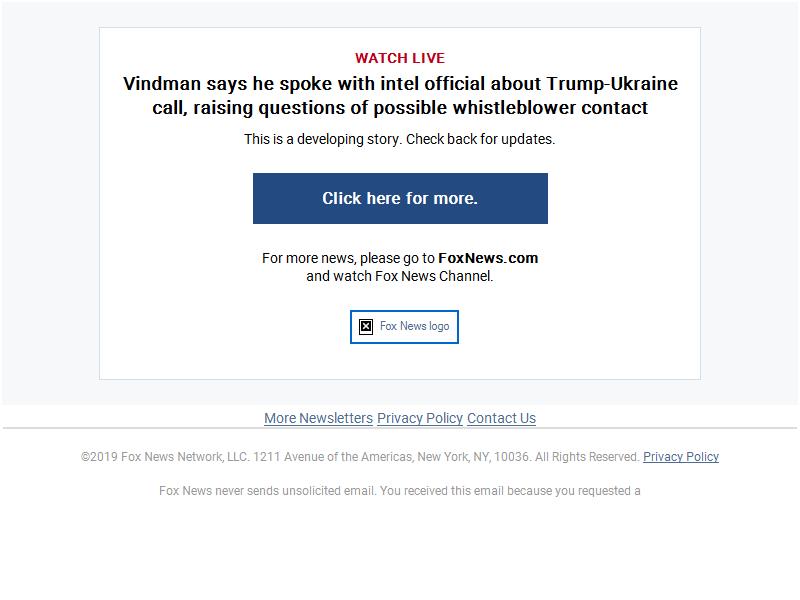 WATCH LIVE
Vindman says he spoke with intel official about Trump-Ukraine
call, raising questions of possible whistleblower contact
This is a developing story. Check back for updates.
Click here for more.
For more news, please go to FoxNews.com
and watch Fox News Channel.
Fox News logo
More Newsletters Privacy Policy Contact Us
©2019 Fox News Network, LLC. 1211 Avenue of the Americas, New York, NY, 10036. All Rights Reserved. Privacy Policy
Fox News never sends unsolicited email. You received this email because you requested a